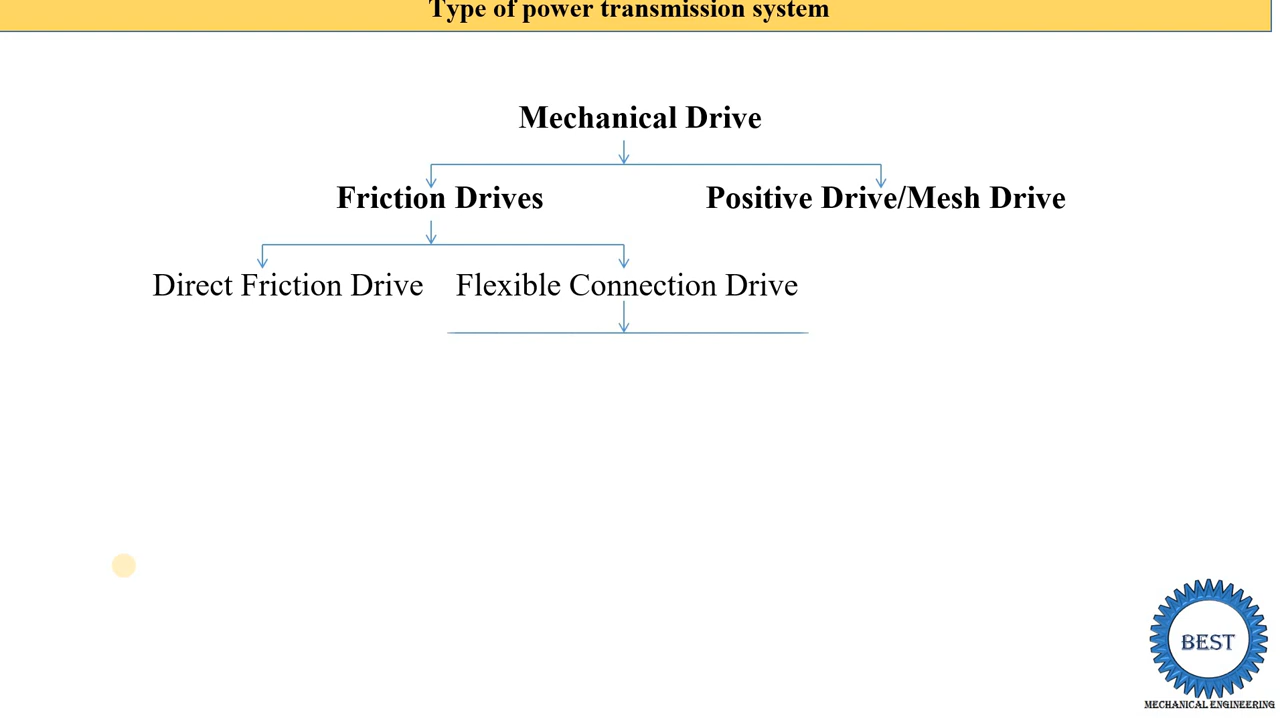 Type of power transmission system
Mechanical Drive
Friction Drives
Positive Drive/Mesh Drive
Direct Friction Drive
Flexible Connection Drive
BEST
MECHANICAL ENGINEERING